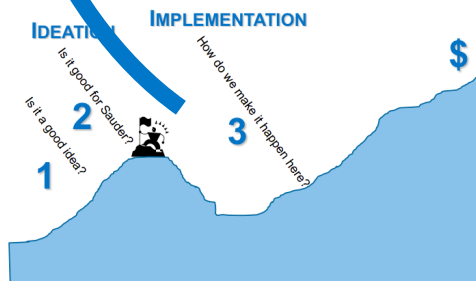 IDEATION
IMPLEMENTATION
$
Is it a good idea?
Is it good for Sauder?
How do we make it happen here?
1
2
3